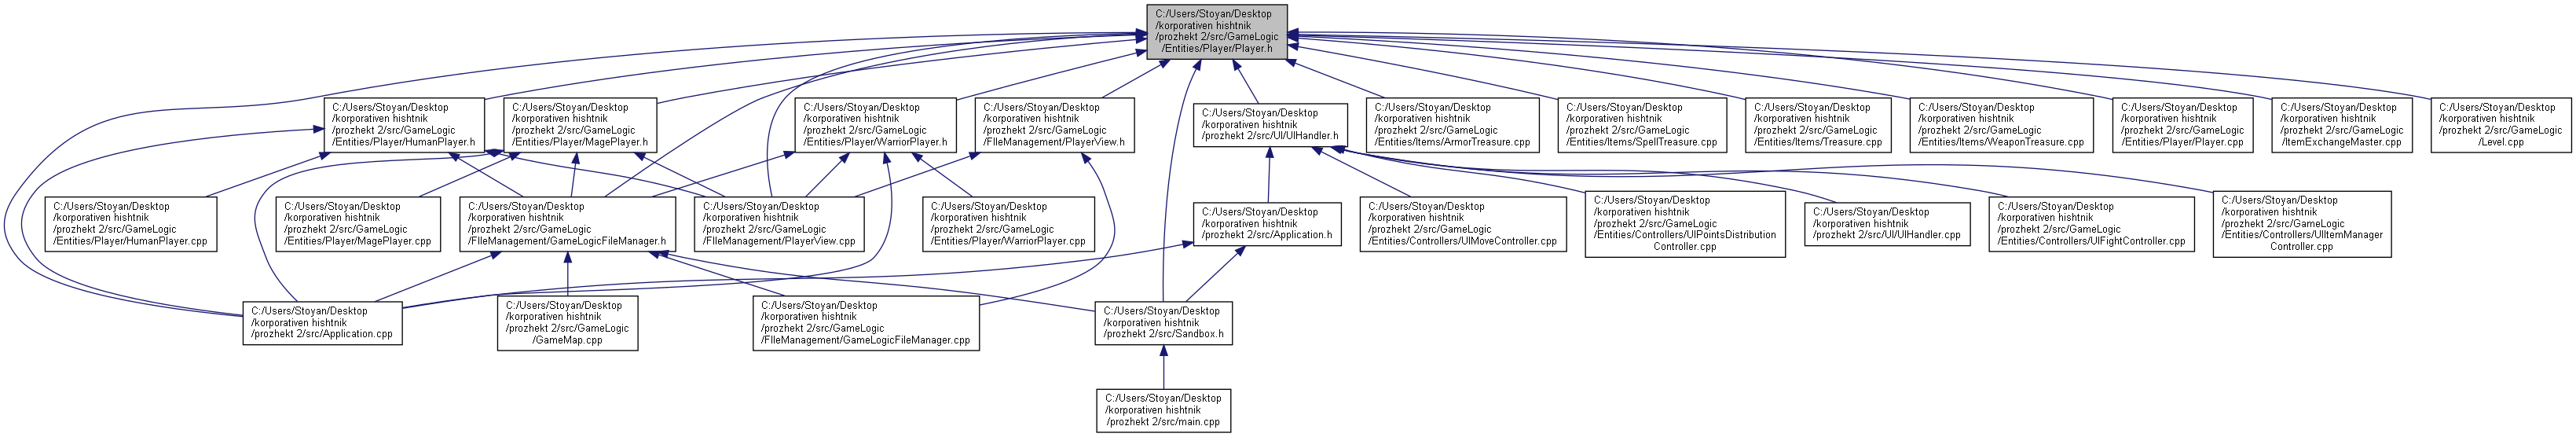 C:/Users/Stoyan/Desktop
/korporativen hishtnik
/prozhekt 2/src/GameLogic
/Entities/Player/Player.h
C:/Users/Stoyan/Desktop
/korporativen hishtnik
/prozhekt 2/src/GameLogic
/Entities/Player/HumanPlayer.h
C:/Users/Stoyan/Desktop
/korporativen hishtnik
/prozhekt 2/src/GameLogic
/Entities/Player/MagePlayer.h
C:/Users/Stoyan/Desktop
/korporativen hishtnik
/prozhekt 2/src/GameLogic
/Entities/Player/WarriorPlayer.h
C:/Users/Stoyan/Desktop
/korporativen hishtnik
/prozhekt 2/src/GameLogic
/FIleManagement/PlayerView.h
C:/Users/Stoyan/Desktop
/korporativen hishtnik
/prozhekt 2/src/UI/UIHandler.h
C:/Users/Stoyan/Desktop
/korporativen hishtnik
/prozhekt 2/src/GameLogic
/Entities/Items/ArmorTreasure.cpp
C:/Users/Stoyan/Desktop
/korporativen hishtnik
/prozhekt 2/src/GameLogic
/Entities/Items/SpellTreasure.cpp
C:/Users/Stoyan/Desktop
/korporativen hishtnik
/prozhekt 2/src/GameLogic
/Entities/Items/Treasure.cpp
C:/Users/Stoyan/Desktop
/korporativen hishtnik
/prozhekt 2/src/GameLogic
/Entities/Items/WeaponTreasure.cpp
C:/Users/Stoyan/Desktop
/korporativen hishtnik
/prozhekt 2/src/GameLogic
/Entities/Player/Player.cpp
C:/Users/Stoyan/Desktop
/korporativen hishtnik
/prozhekt 2/src/GameLogic
/ItemExchangeMaster.cpp
C:/Users/Stoyan/Desktop
/korporativen hishtnik
/prozhekt 2/src/GameLogic
/Level.cpp
C:/Users/Stoyan/Desktop
/korporativen hishtnik
/prozhekt 2/src/GameLogic
/Entities/Player/HumanPlayer.cpp
C:/Users/Stoyan/Desktop
/korporativen hishtnik
/prozhekt 2/src/GameLogic
/Entities/Player/MagePlayer.cpp
C:/Users/Stoyan/Desktop
/korporativen hishtnik
/prozhekt 2/src/GameLogic
/FIleManagement/GameLogicFileManager.h
C:/Users/Stoyan/Desktop
/korporativen hishtnik
/prozhekt 2/src/GameLogic
/FIleManagement/PlayerView.cpp
C:/Users/Stoyan/Desktop
/korporativen hishtnik
/prozhekt 2/src/GameLogic
/Entities/Player/WarriorPlayer.cpp
C:/Users/Stoyan/Desktop
/korporativen hishtnik
/prozhekt 2/src/Application.h
C:/Users/Stoyan/Desktop
/korporativen hishtnik
/prozhekt 2/src/GameLogic
/Entities/Controllers/UIMoveController.cpp
C:/Users/Stoyan/Desktop
/korporativen hishtnik
/prozhekt 2/src/GameLogic
/Entities/Controllers/UIPointsDistribution
Controller.cpp
C:/Users/Stoyan/Desktop
/korporativen hishtnik
/prozhekt 2/src/UI/UIHandler.cpp
C:/Users/Stoyan/Desktop
/korporativen hishtnik
/prozhekt 2/src/GameLogic
/Entities/Controllers/UIFightController.cpp
C:/Users/Stoyan/Desktop
/korporativen hishtnik
/prozhekt 2/src/GameLogic
/Entities/Controllers/UIItemManager
Controller.cpp
C:/Users/Stoyan/Desktop
/korporativen hishtnik
/prozhekt 2/src/Application.cpp
C:/Users/Stoyan/Desktop
/korporativen hishtnik
/prozhekt 2/src/GameLogic
/GameMap.cpp
C:/Users/Stoyan/Desktop
/korporativen hishtnik
/prozhekt 2/src/GameLogic
/FIleManagement/GameLogicFileManager.cpp
C:/Users/Stoyan/Desktop
/korporativen hishtnik
/prozhekt 2/src/Sandbox.h
C:/Users/Stoyan/Desktop
/korporativen hishtnik
/prozhekt 2/src/main.cpp